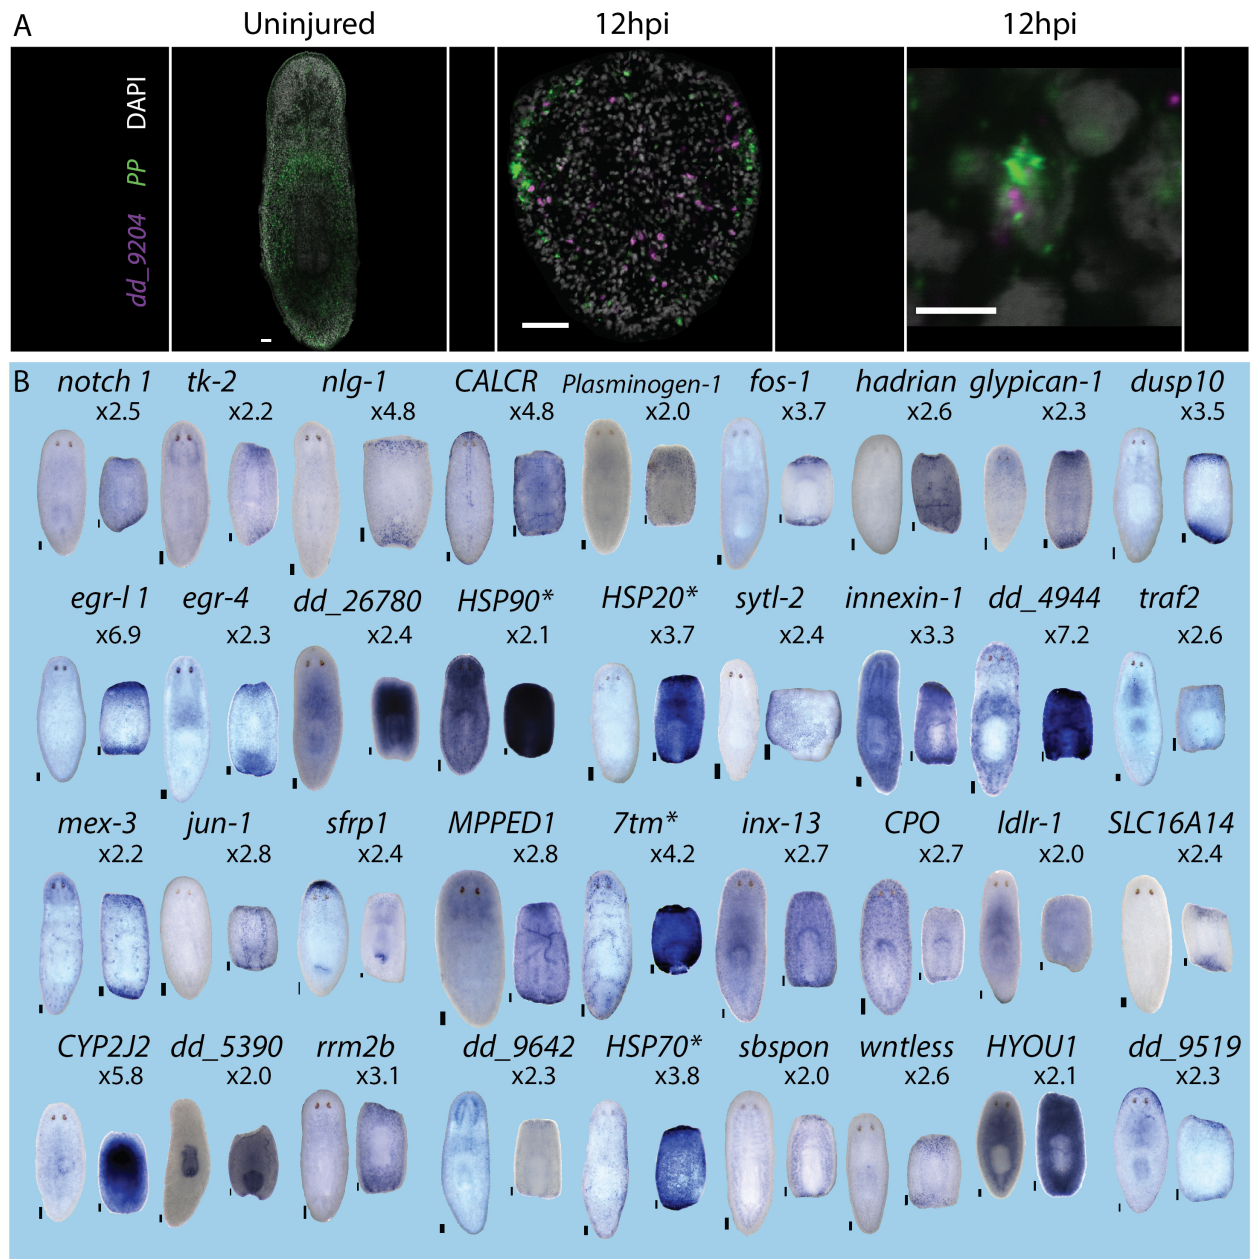 A
Uninjured
12hpi
12hpi
dd_9204 PP DAPI
B
notch 1 tk-2 nlg-1 CALCR Plasminogen-1 fos-1 hadrian glypican-1 dusp10
x2.5 x2.2 x4.8 x4.8 x2.0 x3.7 x2.6 x2.3 x3.5
egr-l 1 egr-4 dd_26780 HSP90* HSP20* sytl-2 innexin-1 dd_4944 traf2
x6.9 x2.3 x2.4 x2.1 x3.7 x2.4 x3.3 x7.2 x2.6
mex-3 jun-1 sfrp1 MPPED1 7tm* inx-13 CPO ldlr-1 SLC16A14
x2.2 x2.8 x2.4 x2.8 x4.2 x2.7 x2.7 x2.0 x2.4
CYP2J2 dd_5390 rrm2b dd_9642 HSP70* sbspon wntless HYOU1 dd_9519
x5.8 x2.0 x3.1 x2.3 x3.8 x2.0 x2.6 x2.1 x2.3